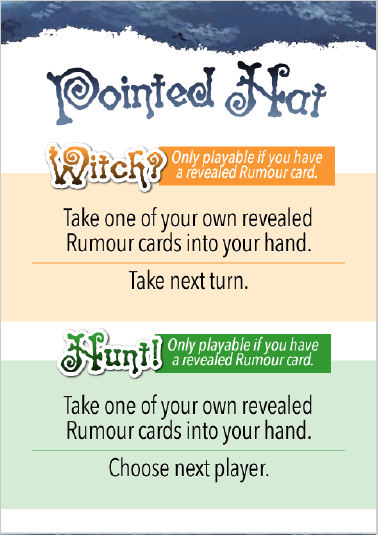 Pointed Hat
Witch?
Only playable if you have
a revealed Rumour card.
Take one of your own revealed
Rumour cards into your hand.
Take next turn.
Hunt!
Only playable if you have
a revealed Rumour card.
Take one of your own revealed
Rumour cards into your hand.
Choose next player.